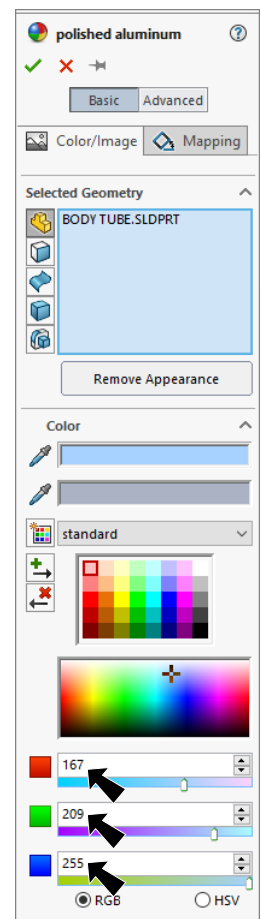 polished aluminum
Basic Advanced
Color/Image Mapping
Selected Geometry
BODY TUBE.SLDPRT
Remove Appearance
Color
standard
167
209
255
RGB HSV